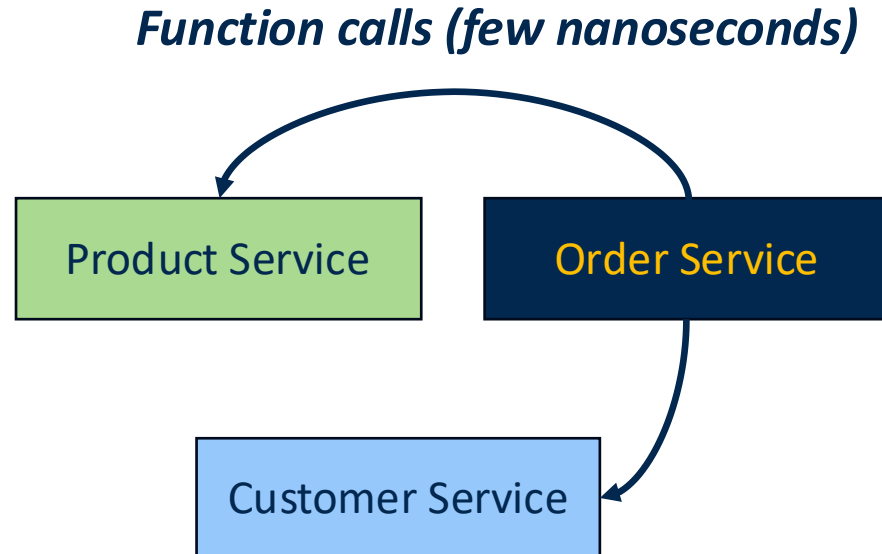 Function calls (few nanoseconds)
Product Service
Order Service
Customer Service